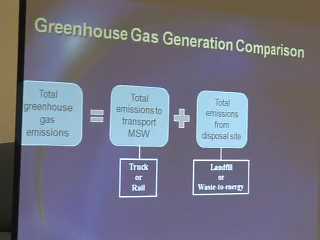 Greenhouse Gas Generation Comparison
Total
greenhouse
gas
emissions
=
Total
emissions to
transport
MSW
+
Total
emissions
from
disposal site
Truck
or
Rail
Landfill
or
Waste to energy